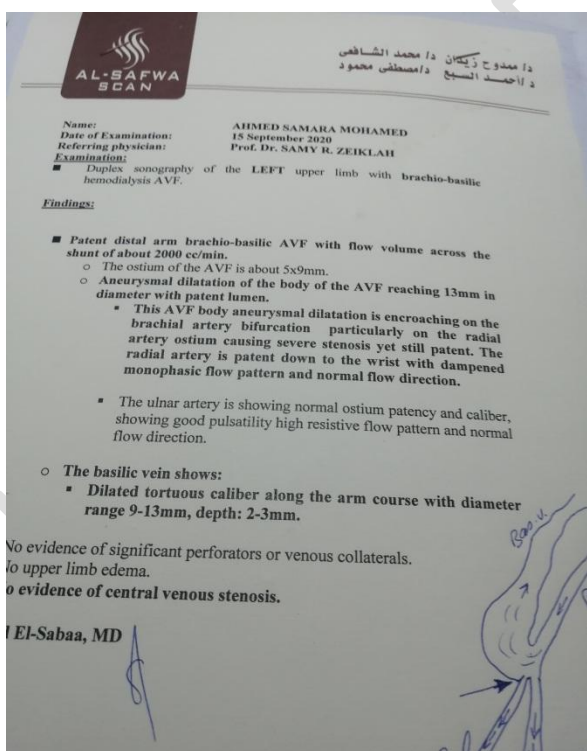 AL-SAFWA
SCAN
دا ممدوح زيدان دا محمد الشافعى
د/أحمد السبع دامصطفى محمود
Name: AHMED SAMARA MOHAMED
Date of Examination: 15 September 2020
Referring physician: Prof. Dr. SAMY R. ZEIKLAH
Examination:
■ Duplex sonography of the LEFT upper limb with brachio-basilic
hemodialysis AVF.
Findings:
■ Patent distal arm brachio-basilic AVF with flow volume across the
shunt of about 2000 cc/min.
o The ostium of the AVF is about 5x9mm.
o Aneurysmal dilatation of the body of the AVF reaching 13mm in
diameter with patent lumen.
▪ This AVF body aneurysmal dilatation is encroaching on the
brachial artery bifurcation particularly on the radial
artery ostium causing severe stenosis yet still patent. The
radial artery is patent down to the wrist with dampened
monophasic flow pattern and normal flow direction.
▪ The ulnar artery is showing normal ostium patency and caliber,
showing good pulsatility high resistive flow pattern and normal
flow direction.
o The basilic vein shows:
▪ Dilated tortuous caliber along the arm course with diameter
range 9-13mm, depth: 2-3mm.
No evidence of significant perforators or venous collaterals.
No upper limb edema.
o evidence of central venous stenosis.
El-Sabaa, MD
Bas.v.